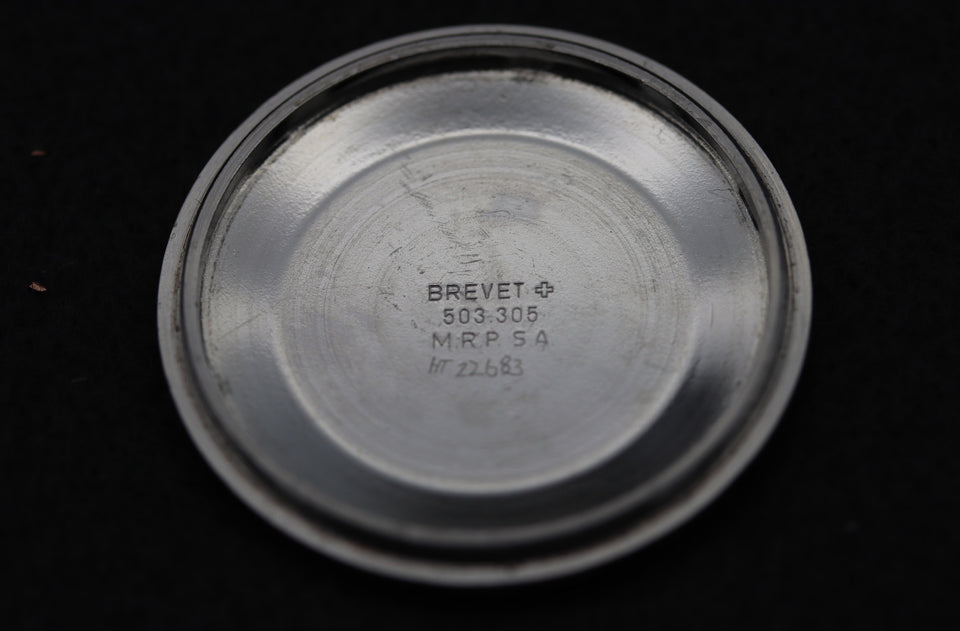 BREVET ✚
503.305
M.R.P. S A
HT 22683